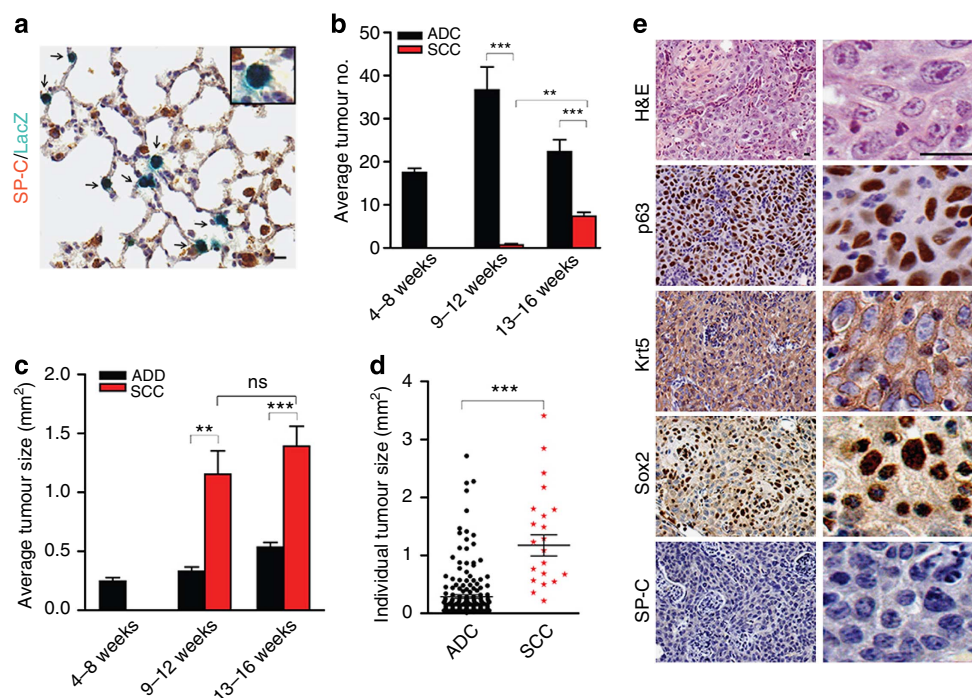 a
SP-C/LacZ
b
Average tumour no.
50
40
30
20
10
0
ADC
SCC
***
**
***
4–8 weeks
9–12 weeks
13–16 weeks
c
Average tumour size (mm²)
2.0
1.5
1.0
0.5
0.0
ADD
SCC
ns
**
***
4–8 weeks
9–12 weeks
13–16 weeks
d
Individual tumour size (mm²)
4
3
2
1
0
***
ADC
SCC
e
H&E
p63
Krt5
Sox2
SP-C